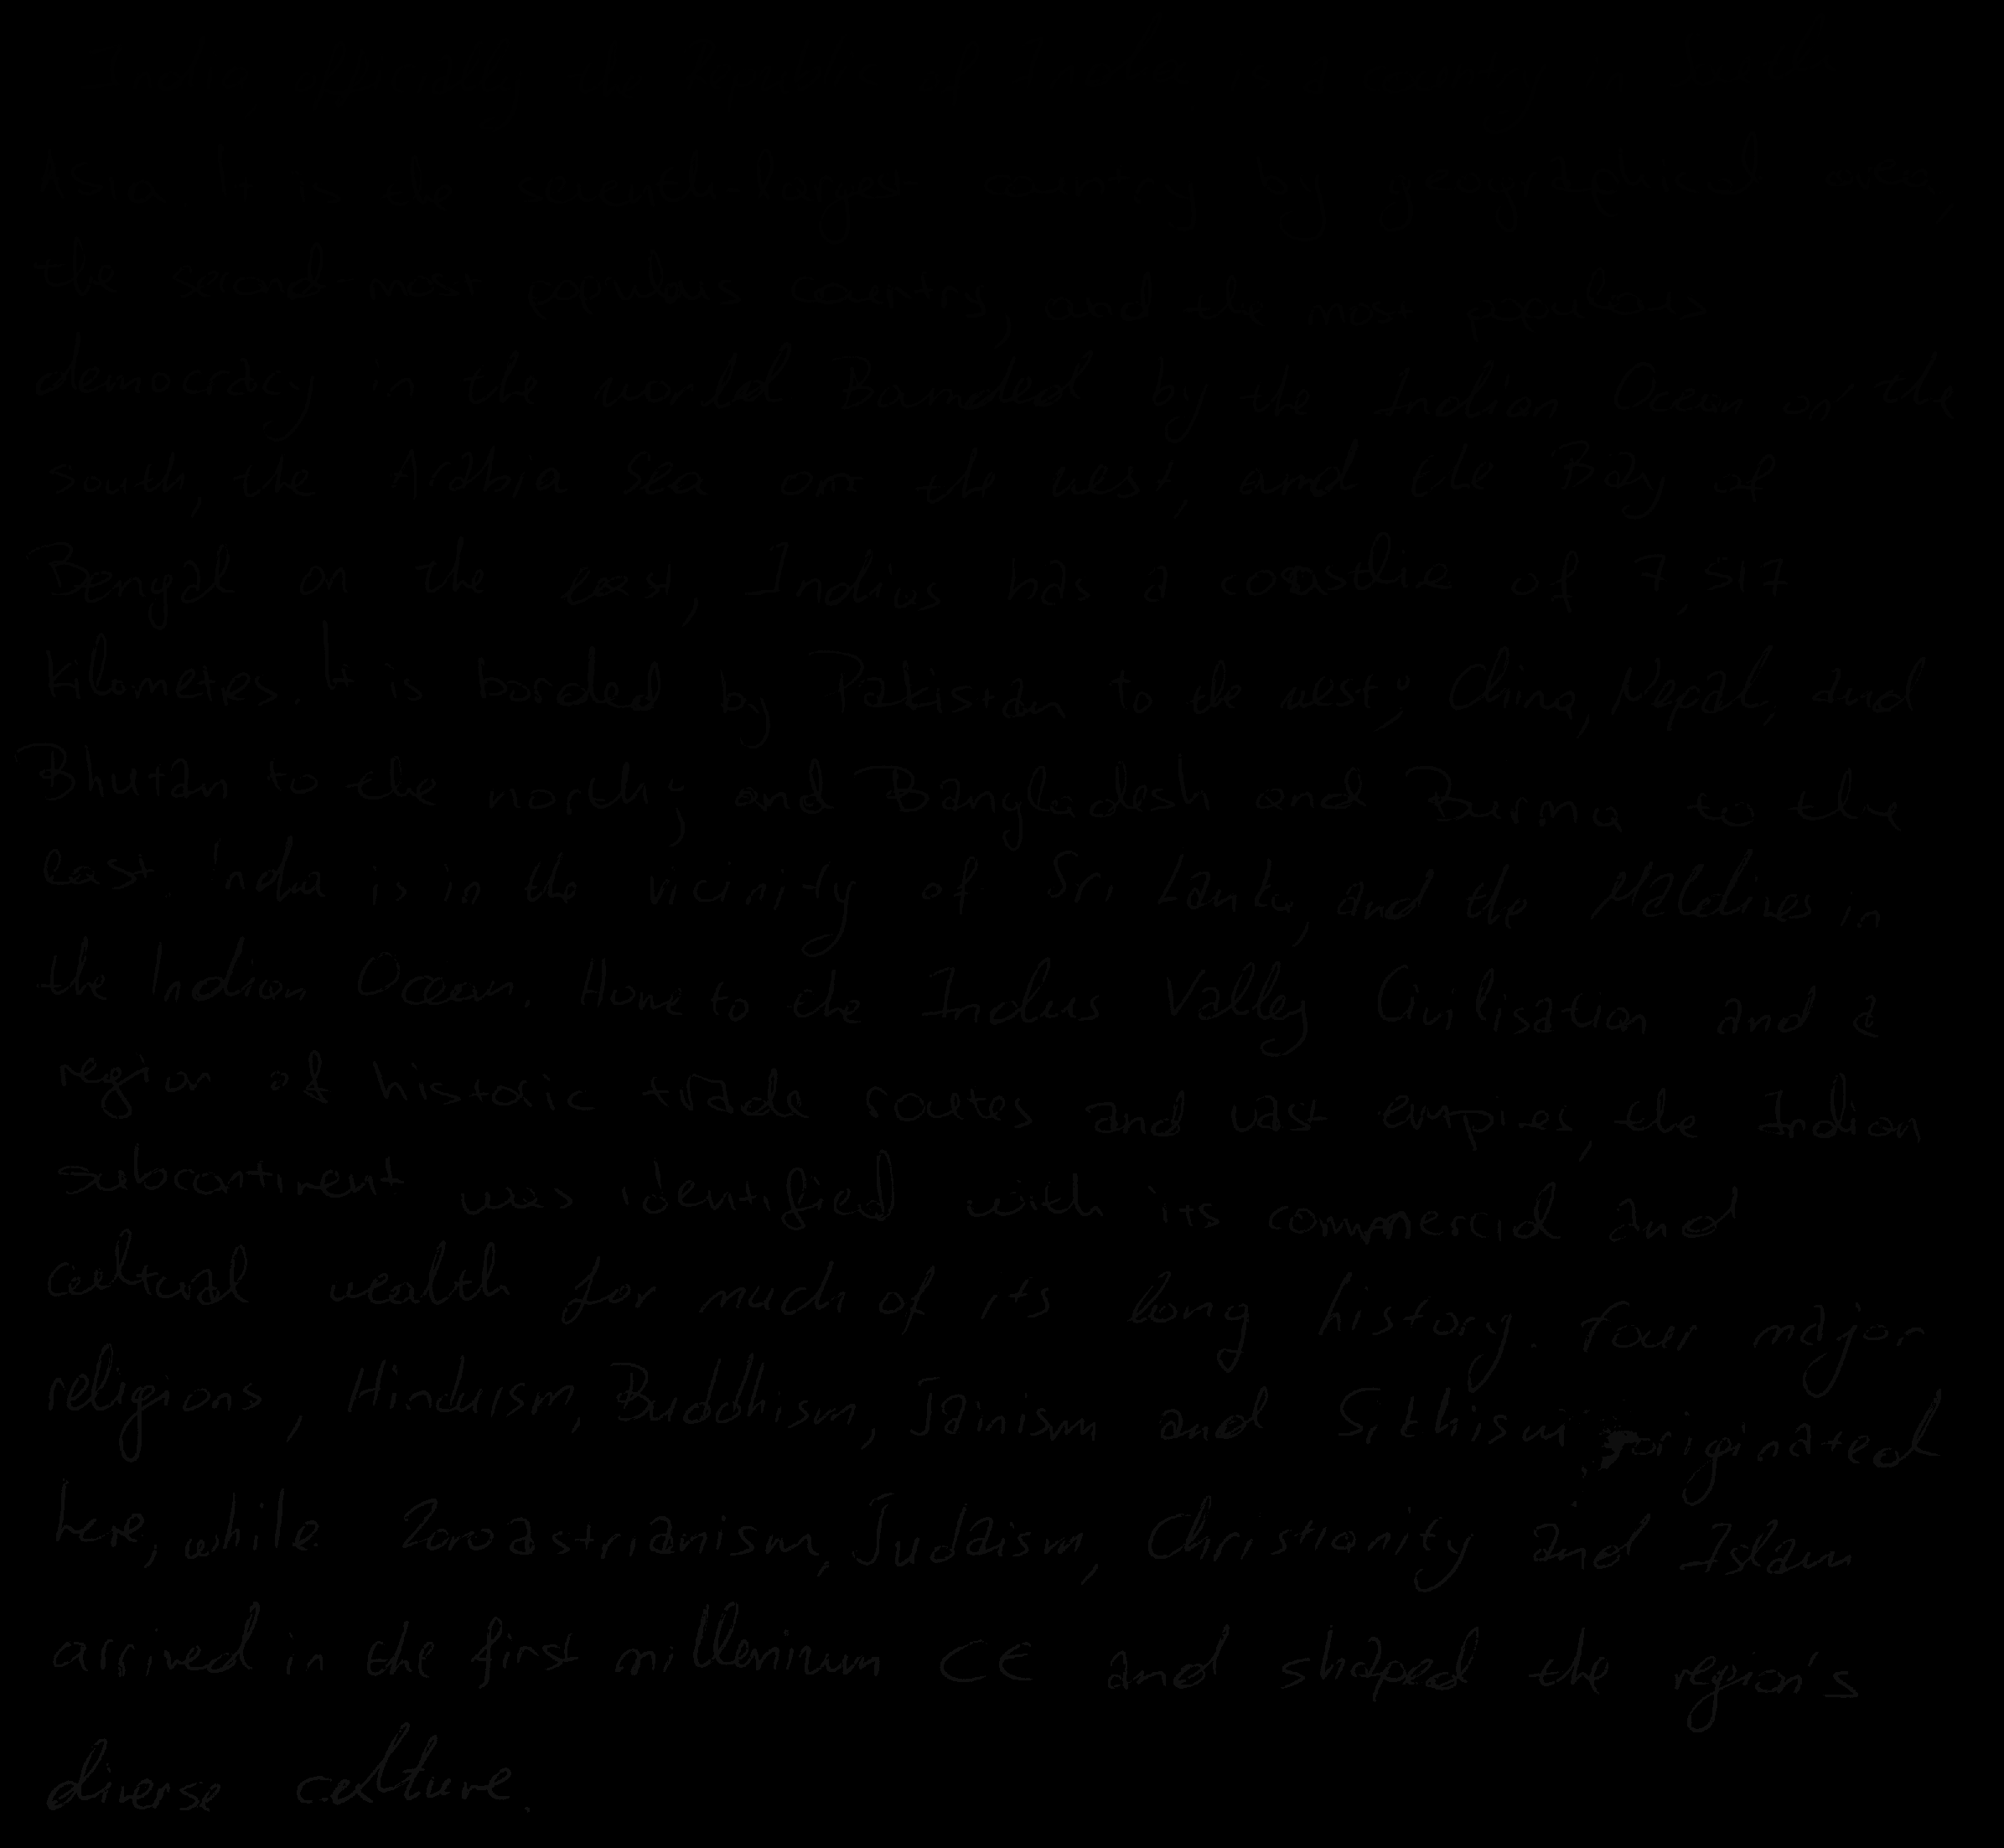 Asia It is the seventh-largest country by geographical area,
the second-most populous country, and the most populous
democracy in the world Bounded by the Indian Ocean on the
south, the Arabia Sea on the west, and the Bay of
Bengal on the east, Indius has a coastlie of 7,517
kilometres. It is borded by Pakistan to the west; China, Nepal, and
Bhutan to the north; and Bangladesh and Burma to the
east. India is in the vicinity of Sri Lanka, and the Maldives in
the Indian Ocean. Home to the Indus Valley Civilisation and a
region of historic trade routes and vast empires, the Indian
subcontinent was identified with its commercial and
cultural wealth for much of its long history. Four major
religions, Hinduism, Buddhism, Jainism and originated
here, while Zoroastrianism, Judaism, Christianity and Islam
arrived in the first millenium CE and shaped the region's
diverse culture.